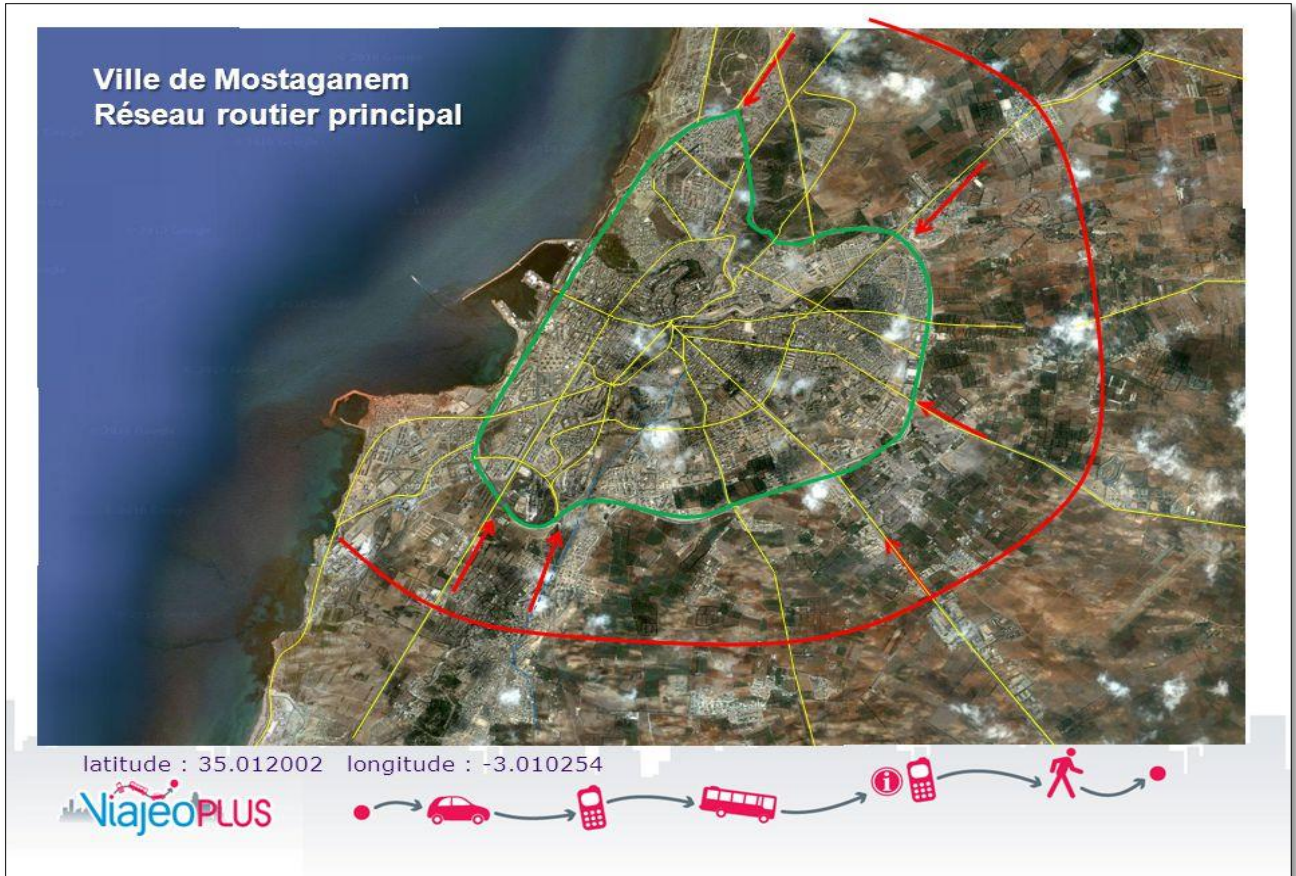 Ville de Mostaganem
Réseau routier principal
latitude : 35.012002   longitude : -3.010254
ViajeoPLUS